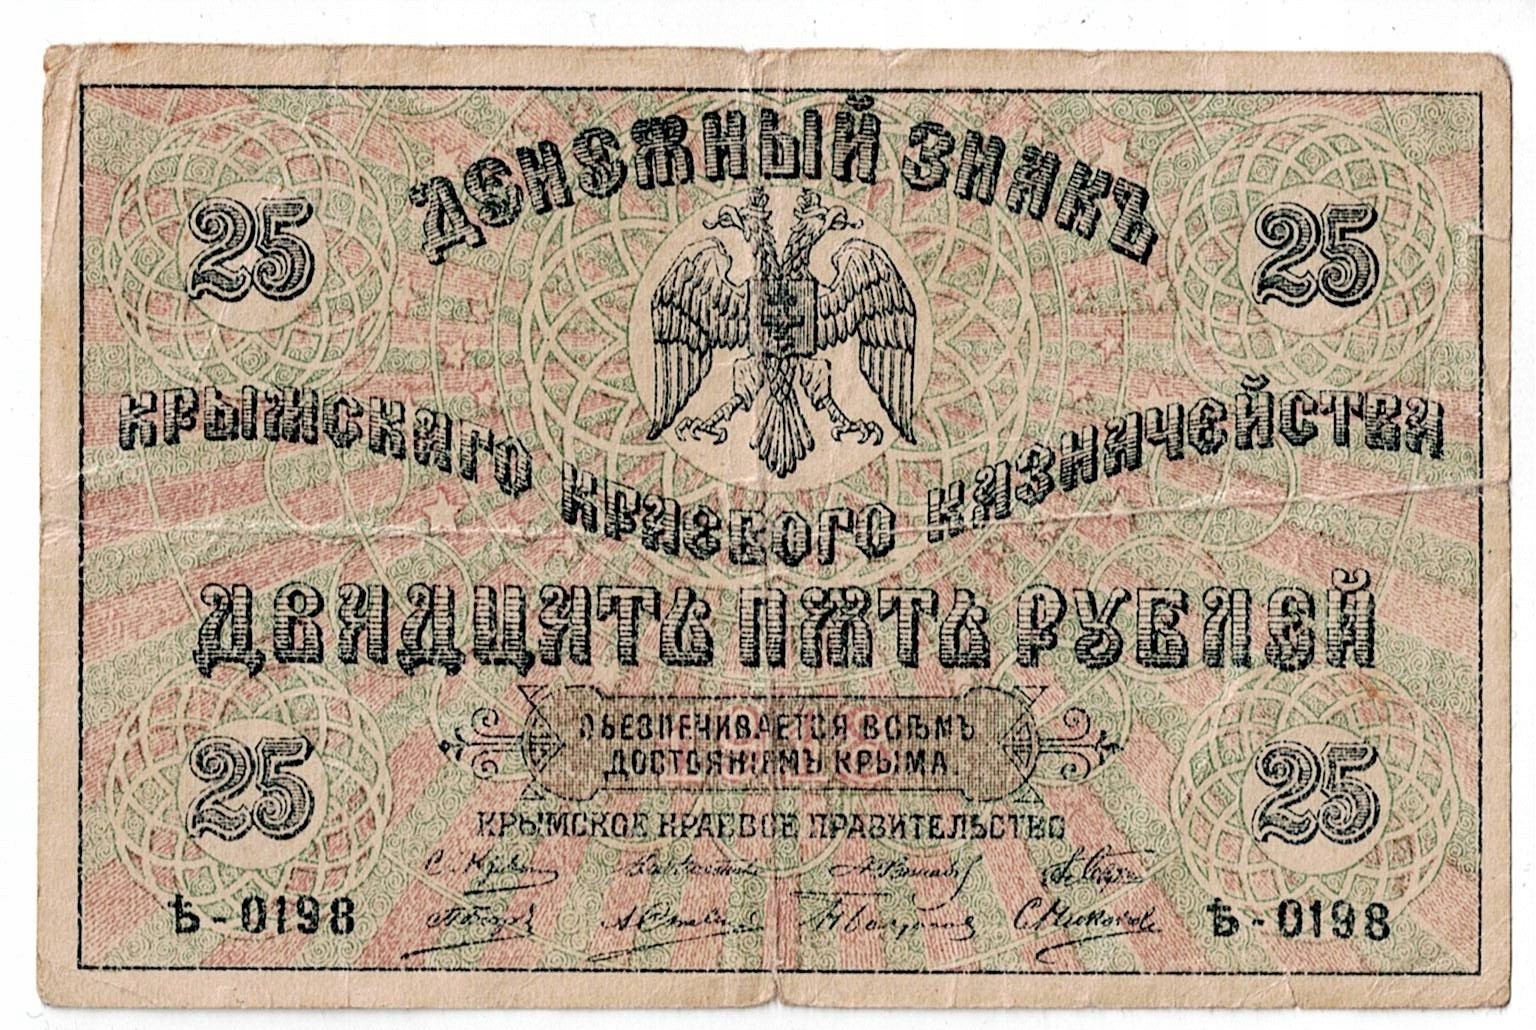 ДЕНЕЖНЫЙ ЗНАКЪ
25 25
КРЫМСКАГО КРАЕВОГО КАЗНАЧЕЙСТВА
ДВАДЦАТЬ ПЯТЬ РУБЛЕЙ
ОБЕЗПЕЧИВАЕТСЯ ВСѢМЪ
ДОСТОЯНІЕМЪ КРЫМА.
25 25
КРЫМСКОЕ КРАЕВОЕ ПРАВИТЕЛЬСТВО
Ѣ-0198 Ѣ-0198